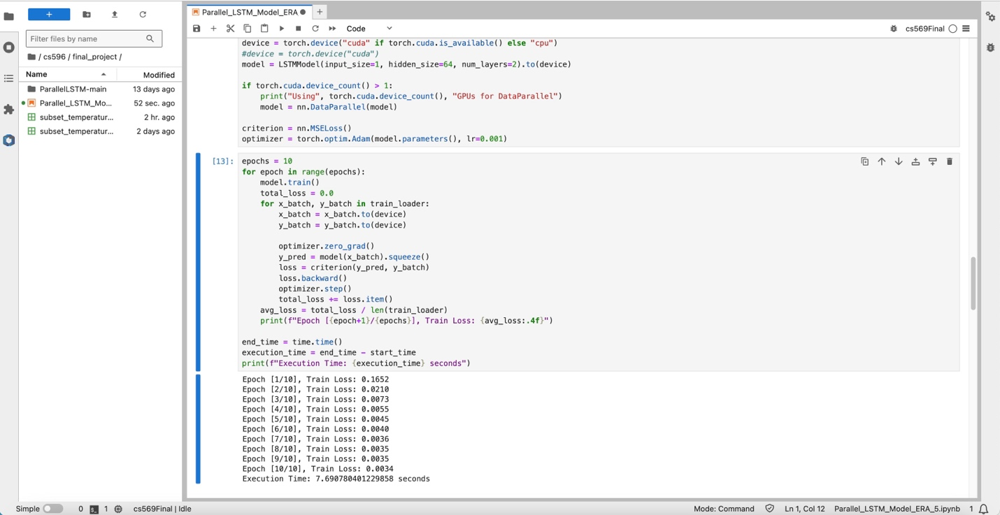 Parallel_LSTM_Model_ERA
+
Code
cs569Final
Filter files by name
/ cs596 / final_project /
Name Modified
ParallelLSTM-main 13 days ago
Parallel_LSTM_Mo... 52 sec. ago
subset_temperatur... 2 hr. ago
subset_temperatur... 2 days ago
device = torch.device("cuda" if torch.cuda.is_available() else "cpu")
#device = torch.device("cuda")
model = LSTMModel(input_size=1, hidden_size=64, num_layers=2).to(device)
if torch.cuda.device_count() > 1:
    print("Using", torch.cuda.device_count(), "GPUs for DataParallel")
    model = nn.DataParallel(model)
criterion = nn.MSELoss()
optimizer = torch.optim.Adam(model.parameters(), lr=0.001)
[13]: epochs = 10
for epoch in range(epochs):
    model.train()
    total_loss = 0.0
    for x_batch, y_batch in train_loader:
        x_batch = x_batch.to(device)
        y_batch = y_batch.to(device)
        optimizer.zero_grad()
        y_pred = model(x_batch).squeeze()
        loss = criterion(y_pred, y_batch)
        loss.backward()
        optimizer.step()
        total_loss += loss.item()
    avg_loss = total_loss / len(train_loader)
    print(f"Epoch [{epoch+1}/{epochs}], Train Loss: {avg_loss:.4f}")
end_time = time.time()
execution_time = end_time - start_time
print(f"Execution Time: {execution_time} seconds")
Epoch [1/10], Train Loss: 0.1652
Epoch [2/10], Train Loss: 0.0210
Epoch [3/10], Train Loss: 0.0073
Epoch [4/10], Train Loss: 0.0055
Epoch [5/10], Train Loss: 0.0045
Epoch [6/10], Train Loss: 0.0040
Epoch [7/10], Train Loss: 0.0036
Epoch [8/10], Train Loss: 0.0035
Epoch [9/10], Train Loss: 0.0035
Epoch [10/10], Train Loss: 0.0034
Execution Time: 7.690780401229858 seconds
Simple 0 $_ 1 cs569Final | Idle Mode: Command Ln 1, Col 12 Parallel_LSTM_Model_ERA_5.ipynb 1